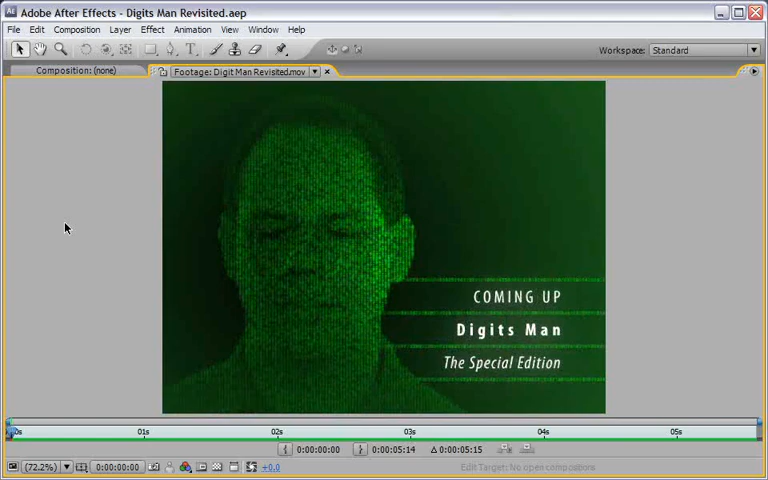 Adobe After Effects - Digits Man Revisited.aep
File Edit Composition Layer Effect Animation View Window Help
Workspace: Standard
Composition: (none) Footage: Digit Man Revisited.mov
COMING UP
Digits Man
The Special Edition
0s 01s 02s 03s 04s 05s
0:00:00:00 0:00:05:14 Δ 0:00:05:15
(72.2%) 0:00:00:00 +0.0 Edit Target: No open compositions